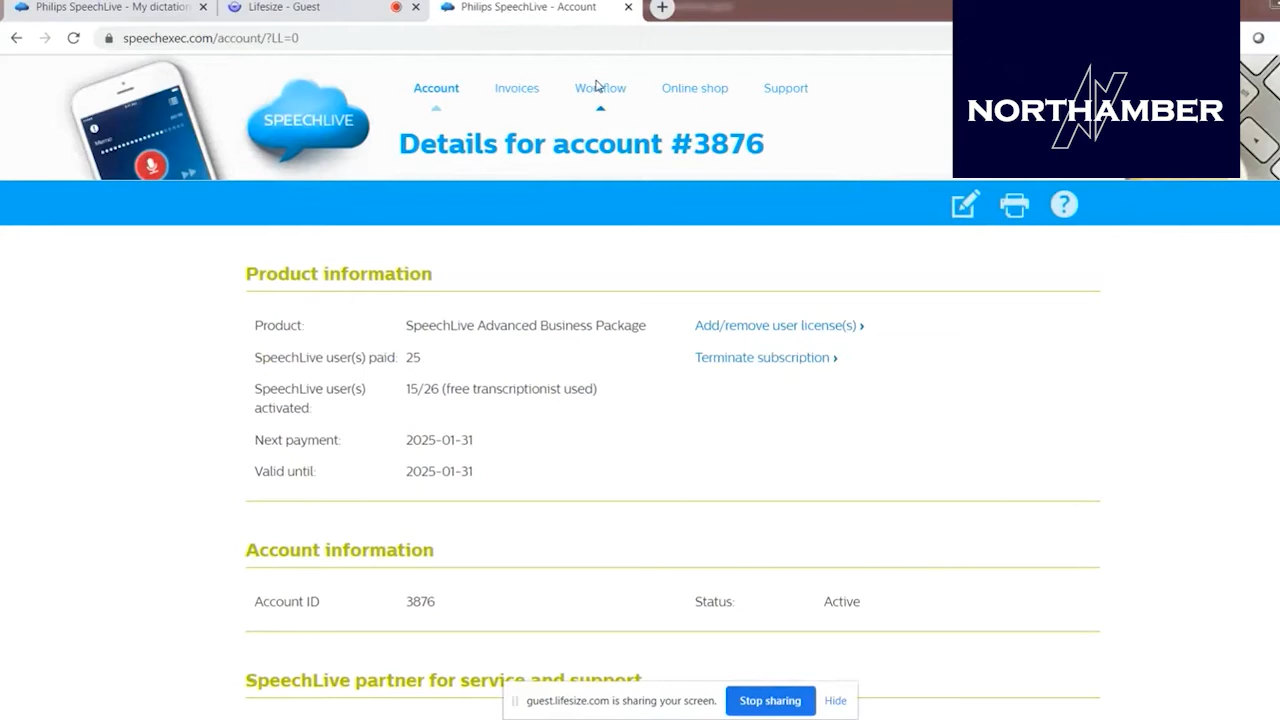 Philips SpeechLive - My dictation
Lifesize - Guest
Philips SpeechLive - Account
speechexec.com/account/?LL=0
NORTHAMBER
SPEECHLIVE
Account
Invoices
Workflow
Online shop
Support
Details for account #3876
Product information
Product: SpeechLive Advanced Business Package Add/remove user license(s) ›
SpeechLive user(s) paid: 25 Terminate subscription ›
SpeechLive user(s) 15/26 (free transcriptionist used)
activated:
Next payment: 2025-01-31
Valid until: 2025-01-31
Account information
Account ID 3876 Status: Active
SpeechLive partner for service and support
guest.lifesize.com is sharing your screen. Stop sharing Hide